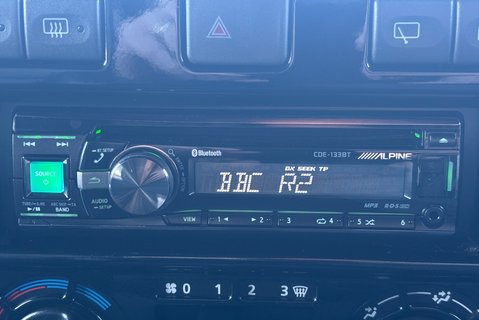 Bluetooth
CDE-133BT
ALPINE
SOURCE
DX SEEK TP
BBC R2
AUDIO
SETUP
BAND
VIEW
1
2
3
4
5
6
MP3
R·D·S
0
1
2
3